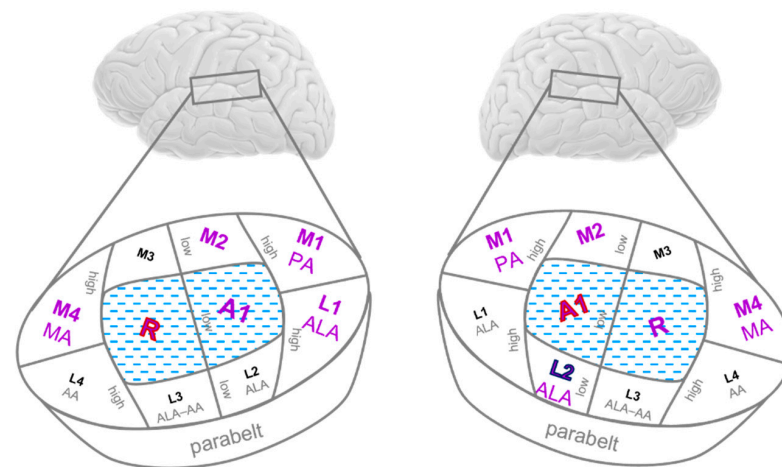 M3
low
M2
high
M1
PA
high
M4
MA
R
low
A1
L1
ALA
high
L4
AA
high
L3
ALA–AA
low
L2
ALA
parabelt
M1
PA
high
M2
low
M3
high
M4
MA
L1
ALA
high
A1
low
R
L2
ALA
low
L3
ALA–AA
high
L4
AA
parabelt